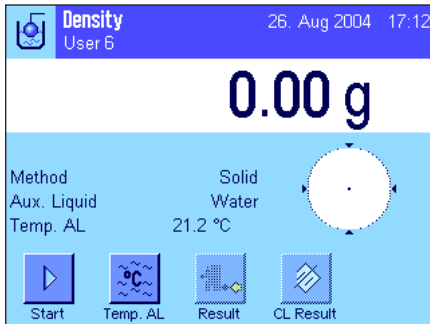 Density 26. Aug 2004 17:12
User 6
0.00 g
Method Solid
Aux. Liquid Water
Temp. AL 21.2 °C
°C
Start Temp. AL Result CL Result